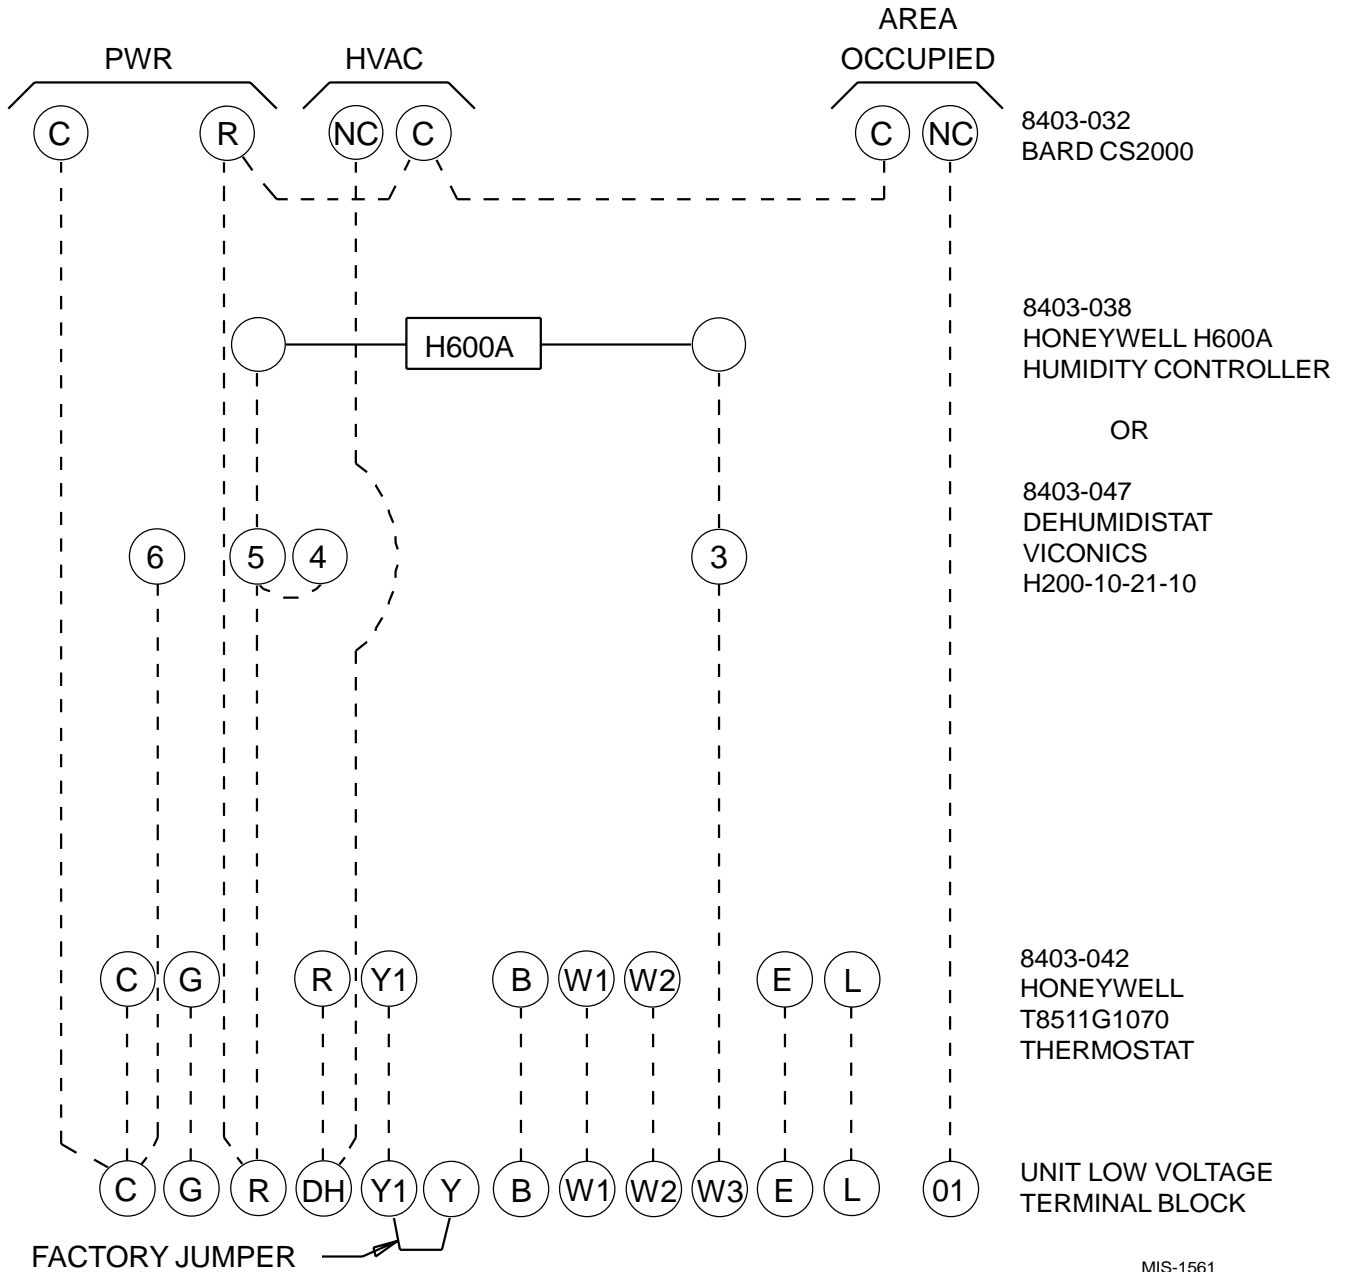 AREA
PWR HVAC OCCUPIED
C R NC C C NC
8403-032
BARD CS2000
H600A
8403-038
HONEYWELL H600A
HUMIDITY CONTROLLER
OR
8403-047
DEHUMIDISTAT
VICONICS
H200-10-21-10
6 5 4 3
C G R Y1 B W1 W2 E L
8403-042
HONEYWELL
T8511G1070
THERMOSTAT
C G R DH Y1 Y B W1 W2 W3 E L 01
UNIT LOW VOLTAGE
TERMINAL BLOCK
FACTORY JUMPER
MIS-1561